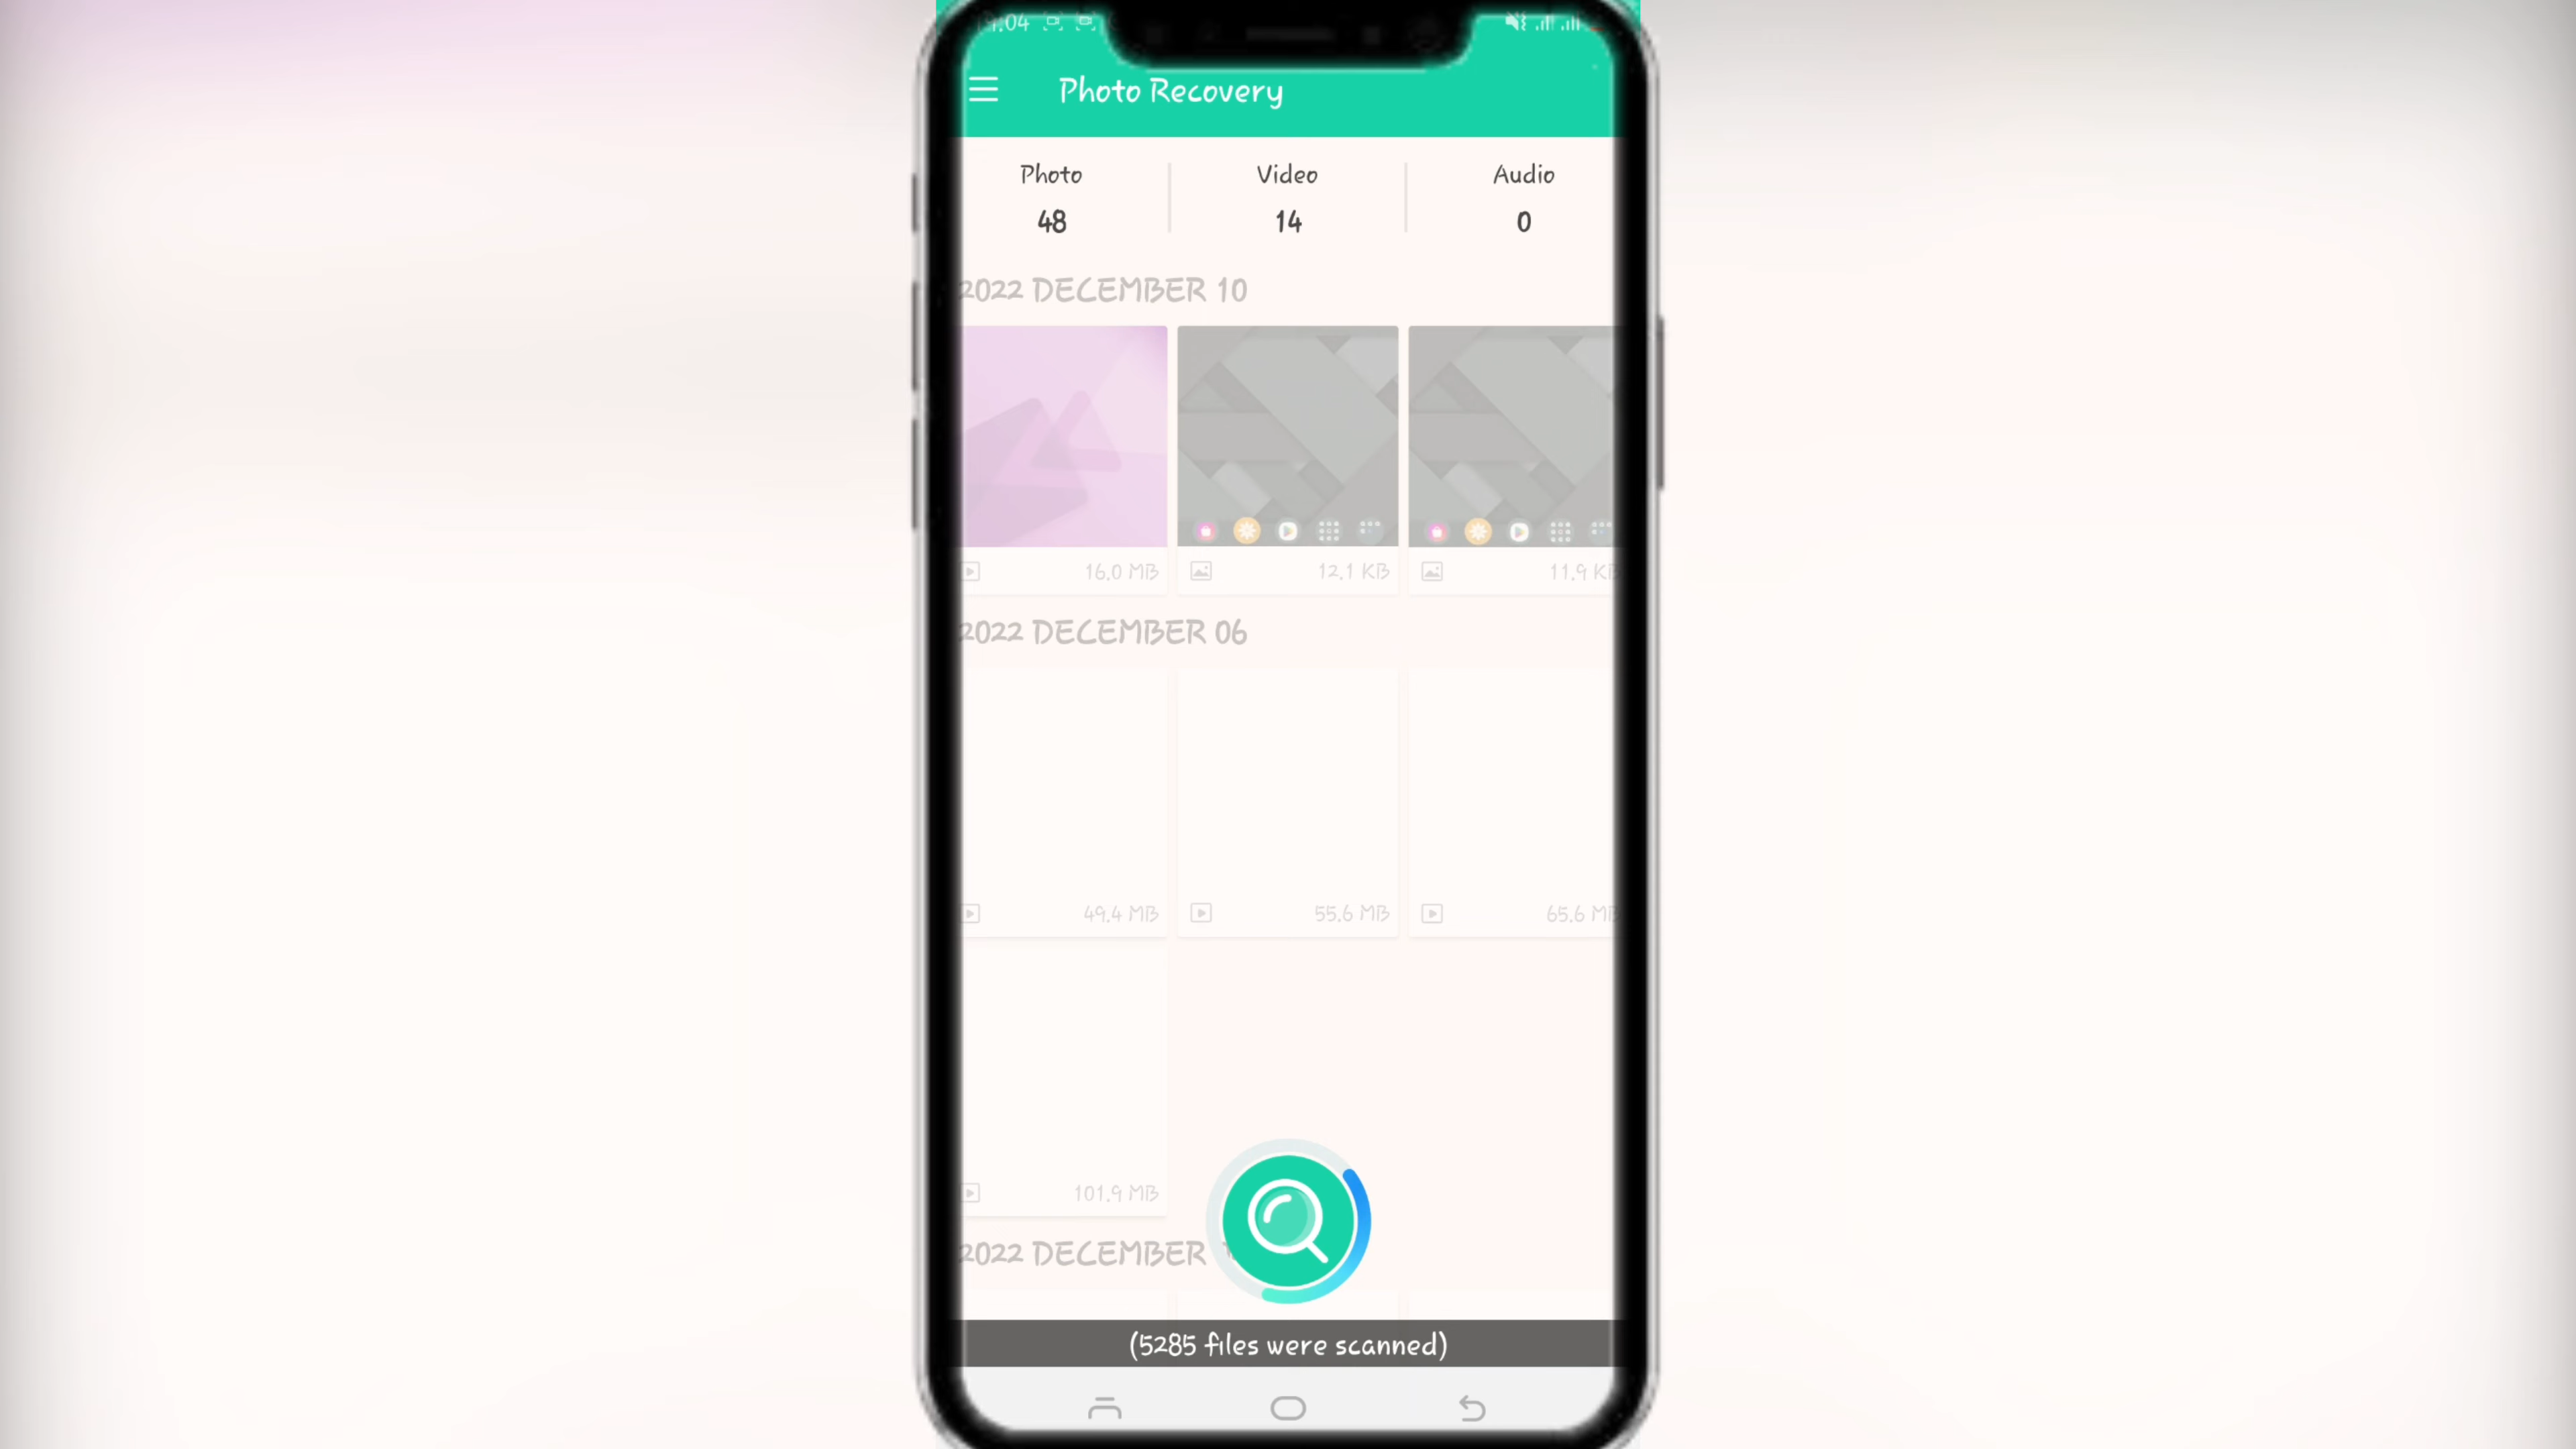 Photo Recovery
Photo
Video
Audio
48
14
0
2022 DECEMBER 10
16.0 MB
12.1 KB
11.9 KB
2022 DECEMBER 06
49.4 MB
55.6 MB
65.6 MB
101.9 MB
2022 DECEMBER
(5285 files were scanned)